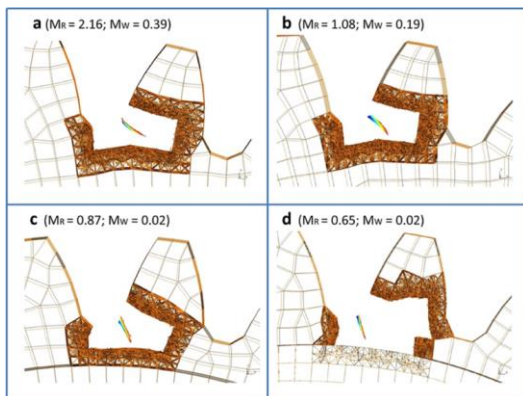 a (MR = 2.16; MW = 0.39)
b (MR = 1.08; MW = 0.19)
c (MR = 0.87; MW = 0.02)
d (MR = 0.65; MW = 0.02)